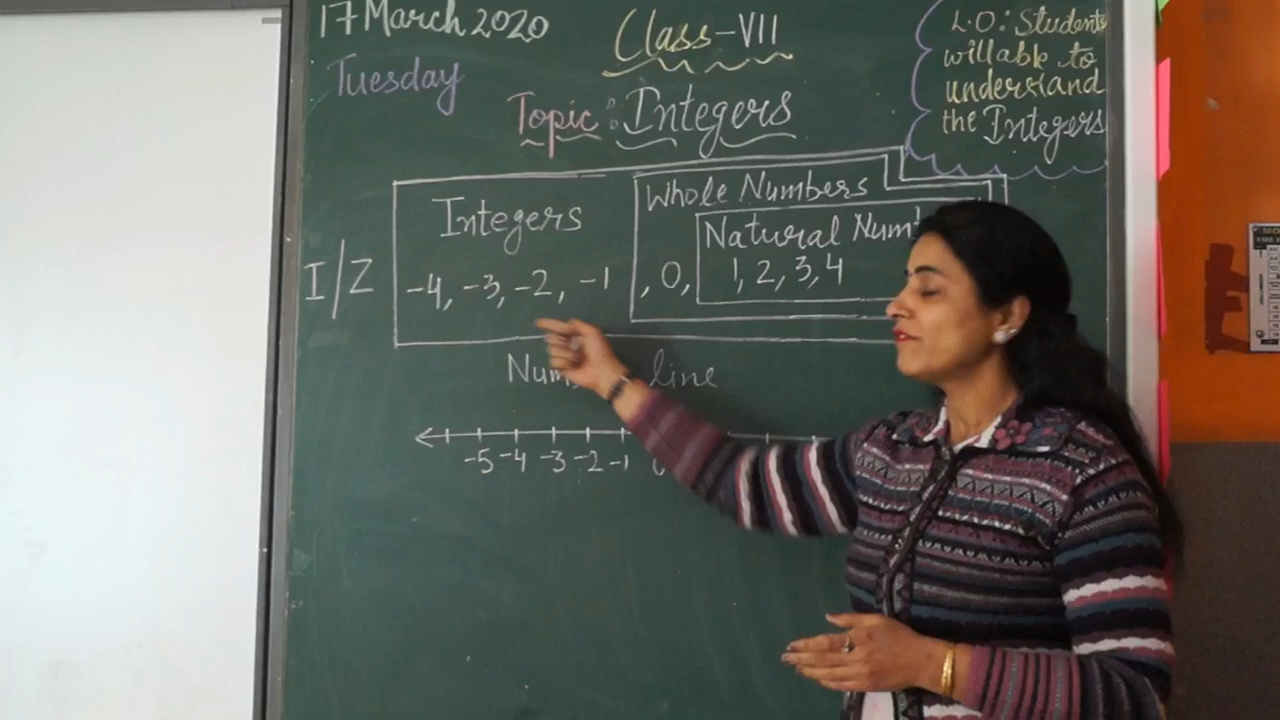 17 March 2020
Tuesday
Class-VII
Topic: Integers
L.O: Students
will able to
understand
the Integers
Whole Numbers
Integers
Natural Num
I/Z
-4, -3, -2, -1 , 0, 1, 2, 3, 4
Num line
-5 -4 -3 -2 -1 0